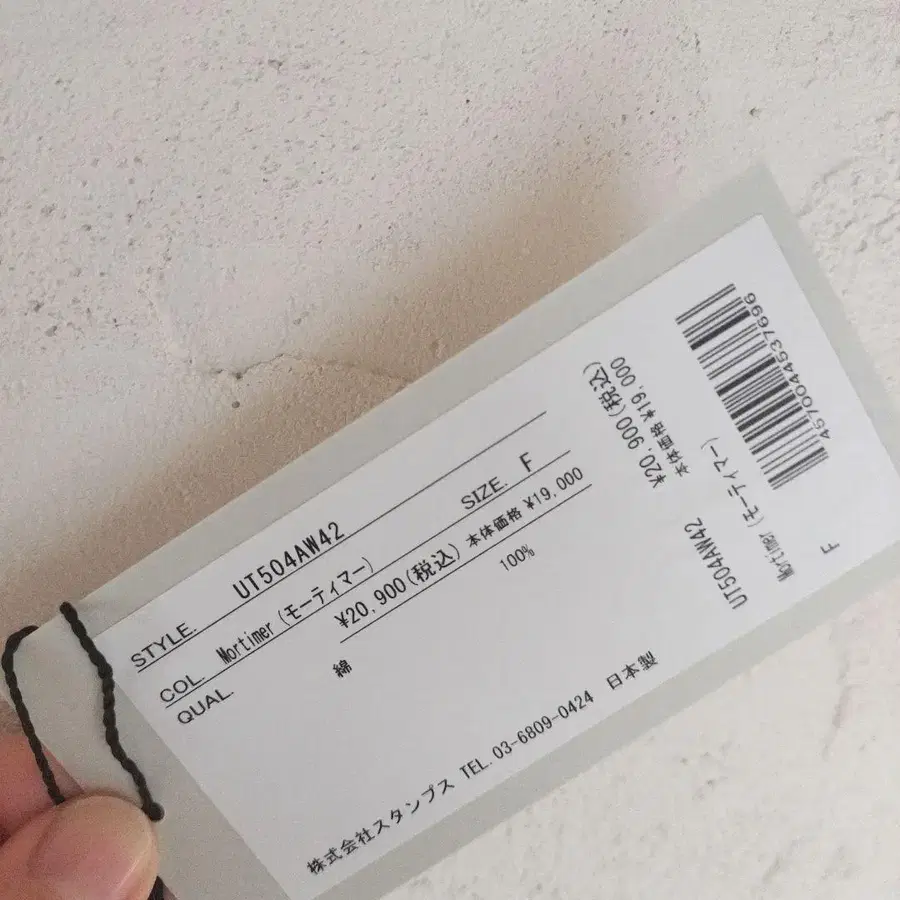 STYLE. UT504AW42
COL. Mortimer (モーティマー) SIZE. F
QUAL. ¥20,900(税込) 本体価格 ¥19,000
綿 100%
株式会社スタンプス TEL.03-6809-0424 日本製
¥20,900(税込)
本体価格 ¥19,000
UT504AW42
Mortimer (モーティマー)
F
4570044537696